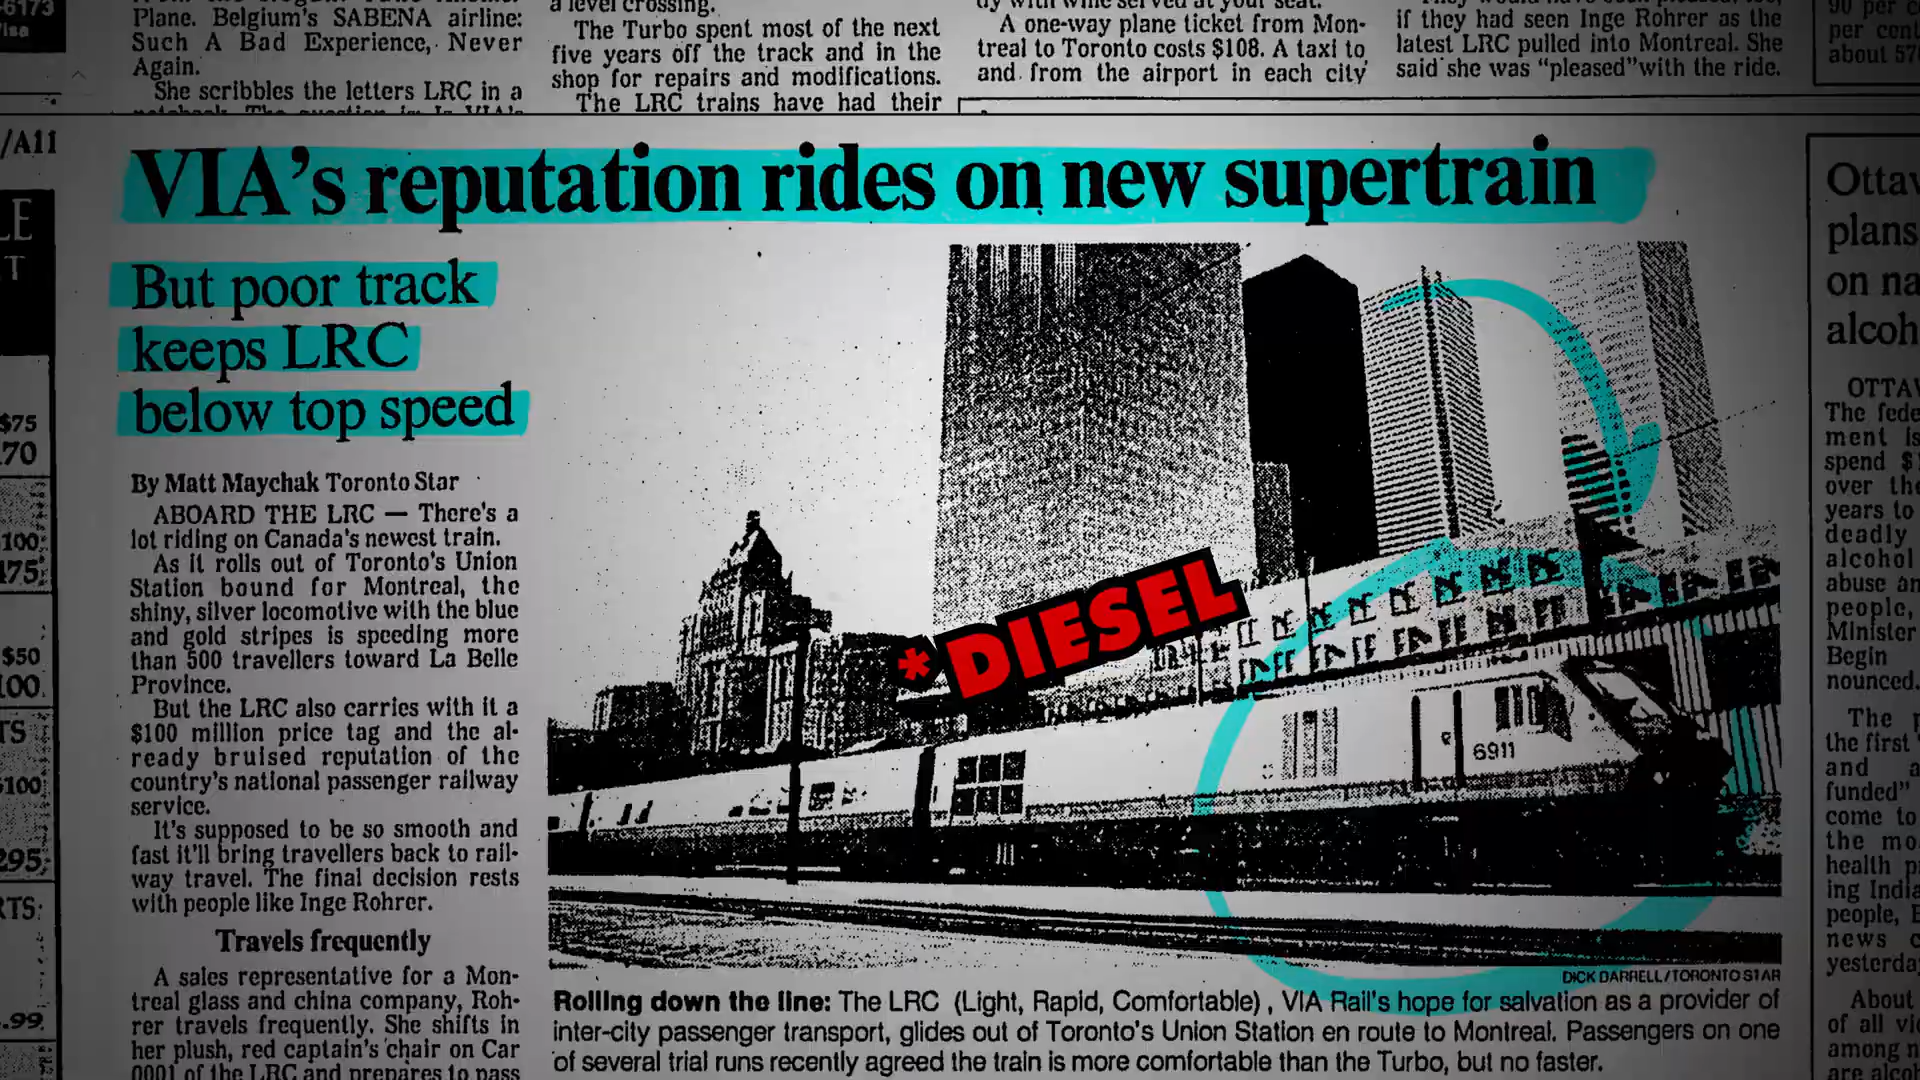 Plane. Belgium's SABENA airline:
Such A Bad Experience, Never
Again.
She scribbles the letters LRC in a
a level crossing.
The Turbo spent most of the next
five years off the track and in the
shop for repairs and modifications.
The LRC trains have had their
A one-way plane ticket from Mon-
treal to Toronto costs $108. A taxi to
and from the airport in each city
if they had seen Inge Rohrer as the
latest LRC pulled into Montreal. She
said she was "pleased" with the ride.
90 per
per cent
about
/A11
VIA's reputation rides on new supertrain
But poor track
keeps LRC
below top speed
By Matt Maychak Toronto Star
ABOARD THE LRC — There's a
lot riding on Canada's newest train.
As it rolls out of Toronto's Union
Station bound for Montreal, the
shiny, silver locomotive with the blue
and gold stripes is speeding more
than 500 travellers toward La Belle
Province.
But the LRC also carries with it a
$100 million price tag and the al-
ready bruised reputation of the
country's national passenger railway
service.
It's supposed to be so smooth and
fast it'll bring travellers back to rail-
way travel. The final decision rests
with people like Inge Rohrer.
Travels frequently
A sales representative for a Mon-
treal glass and china company, Roh-
rer travels frequently. She shifts in
her plush, red captain's chair on Car
0001 of the LRC and prepares to pass
*DIESEL
6911
DICK DARRELL/TORONTO STAR
Rolling down the line: The LRC (Light, Rapid, Comfortable), VIA Rail's hope for salvation as a provider of
inter-city passenger transport, glides out of Toronto's Union Station en route to Montreal. Passengers on one
of several trial runs recently agreed the train is more comfortable than the Turbo, but no faster.
$75
$50
plans
on
OTTAW
The fede
ment is
spend $
over the
years to
deadly
alcohol
abuse an
people,
Minister
Begin
nounced.
The
the first
and a
funded"
come to
the mo
health
ing India
people,
news
yesterday
About
of all
among
are